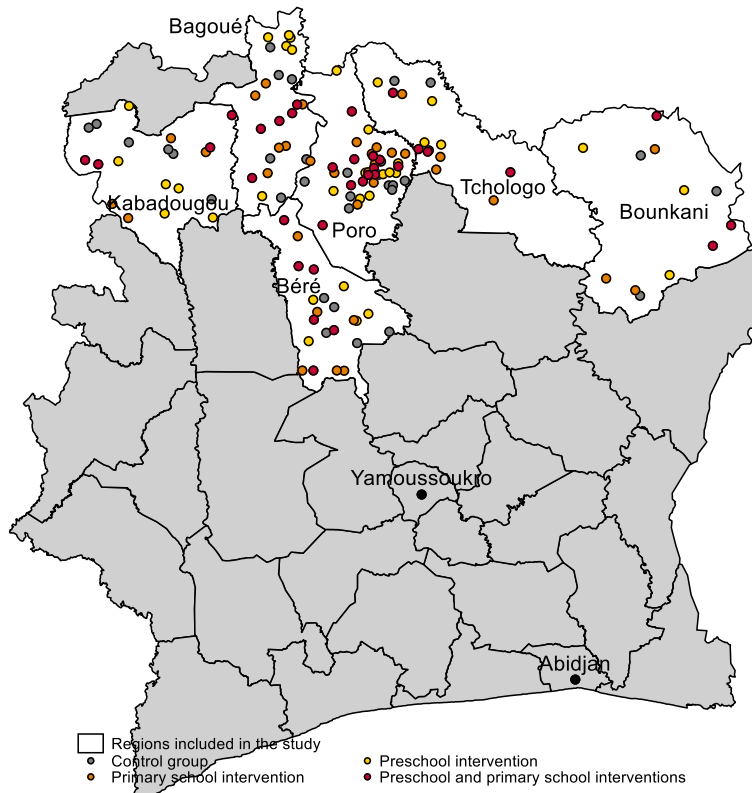 Bagoué
Tchologo
Kabadougou
Bounkani
Poro
Béré
Yamoussoukro
Abidjan
Regions included in the study
Control group
Preschool intervention
Primary school intervention
Preschool and primary school interventions